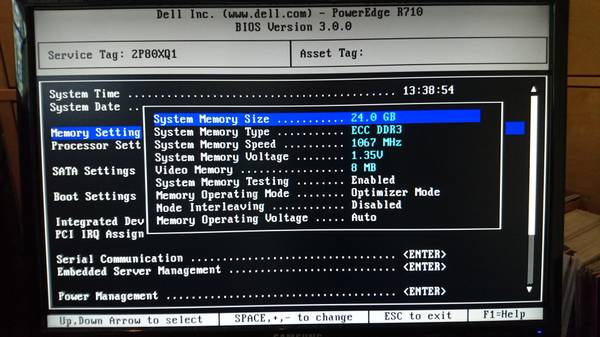 Dell Inc. (www.dell.com) - PowerEdge R710
BIOS Version 3.0.0
Service Tag: 2P80XQ1 Asset Tag:
System Time ............................................ 13:38:54
System Date ..
Memory Setting
Processor Sett
SATA Settings
Boot Settings
Integrated Dev
PCI IRQ Assign
System Memory Size ........... 24.0 GB
System Memory Type ........... ECC DDR3
System Memory Speed .......... 1067 MHz
System Memory Voltage ........ 1.35V
Video Memory ................. 8 MB
System Memory Testing ........ Enabled
Memory Operating Mode ........ Optimizer Mode
Node Interleaving ............ Disabled
Memory Operating Voltage ..... Auto
Serial Communication ................................... <ENTER>
Embedded Server Management ............................. <ENTER>
Power Management ....................................... <ENTER>
Up,Down Arrow to select SPACE,+,- to change ESC to exit F1=Help
SAMSUNG